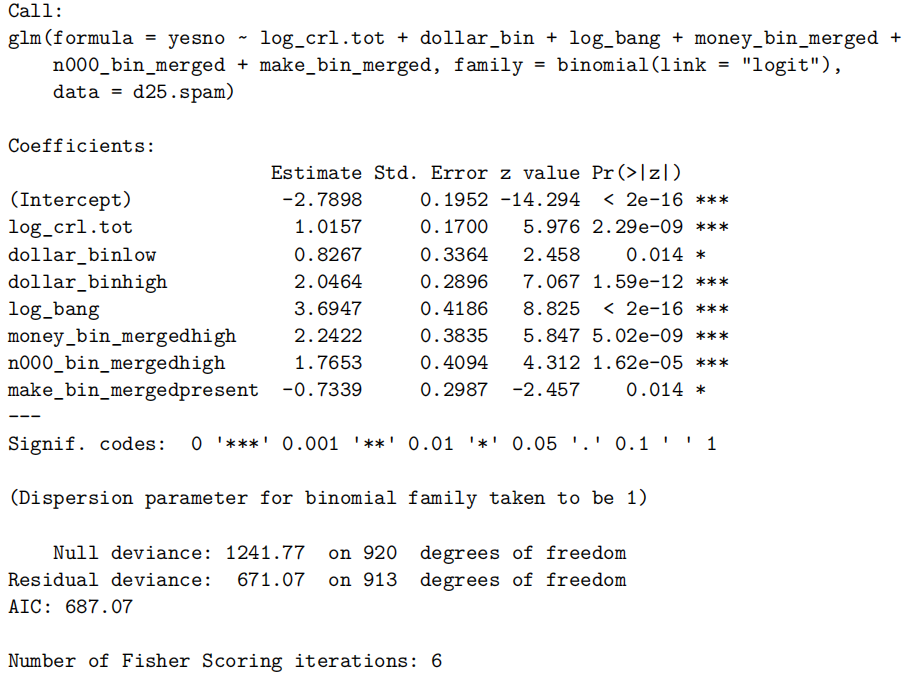 Call:
glm(formula = yesno ~ log_crl.tot + dollar_bin + log_bang + money_bin_merged +
    n000_bin_merged + make_bin_merged, family = binomial(link = "logit"),
    data = d25.spam)

Coefficients:
                      Estimate Std. Error z value Pr(>|z|)
(Intercept)            -2.7898     0.1952 -14.294  < 2e-16 ***
log_crl.tot             1.0157     0.1700   5.976 2.29e-09 ***
dollar_binlow           0.8267     0.3364   2.458    0.014 *
dollar_binhigh          2.0464     0.2896   7.067 1.59e-12 ***
log_bang                3.6947     0.4186   8.825  < 2e-16 ***
money_bin_mergedhigh    2.2422     0.3835   5.847 5.02e-09 ***
n000_bin_mergedhigh     1.7653     0.4094   4.312 1.62e-05 ***
make_bin_mergedpresent -0.7339     0.2987  -2.457    0.014 *
---
Signif. codes:  0 '***' 0.001 '**' 0.01 '*' 0.05 '.' 0.1 ' ' 1

(Dispersion parameter for binomial family taken to be 1)

    Null deviance: 1241.77  on 920  degrees of freedom
Residual deviance:  671.07  on 913  degrees of freedom
AIC: 687.07

Number of Fisher Scoring iterations: 6